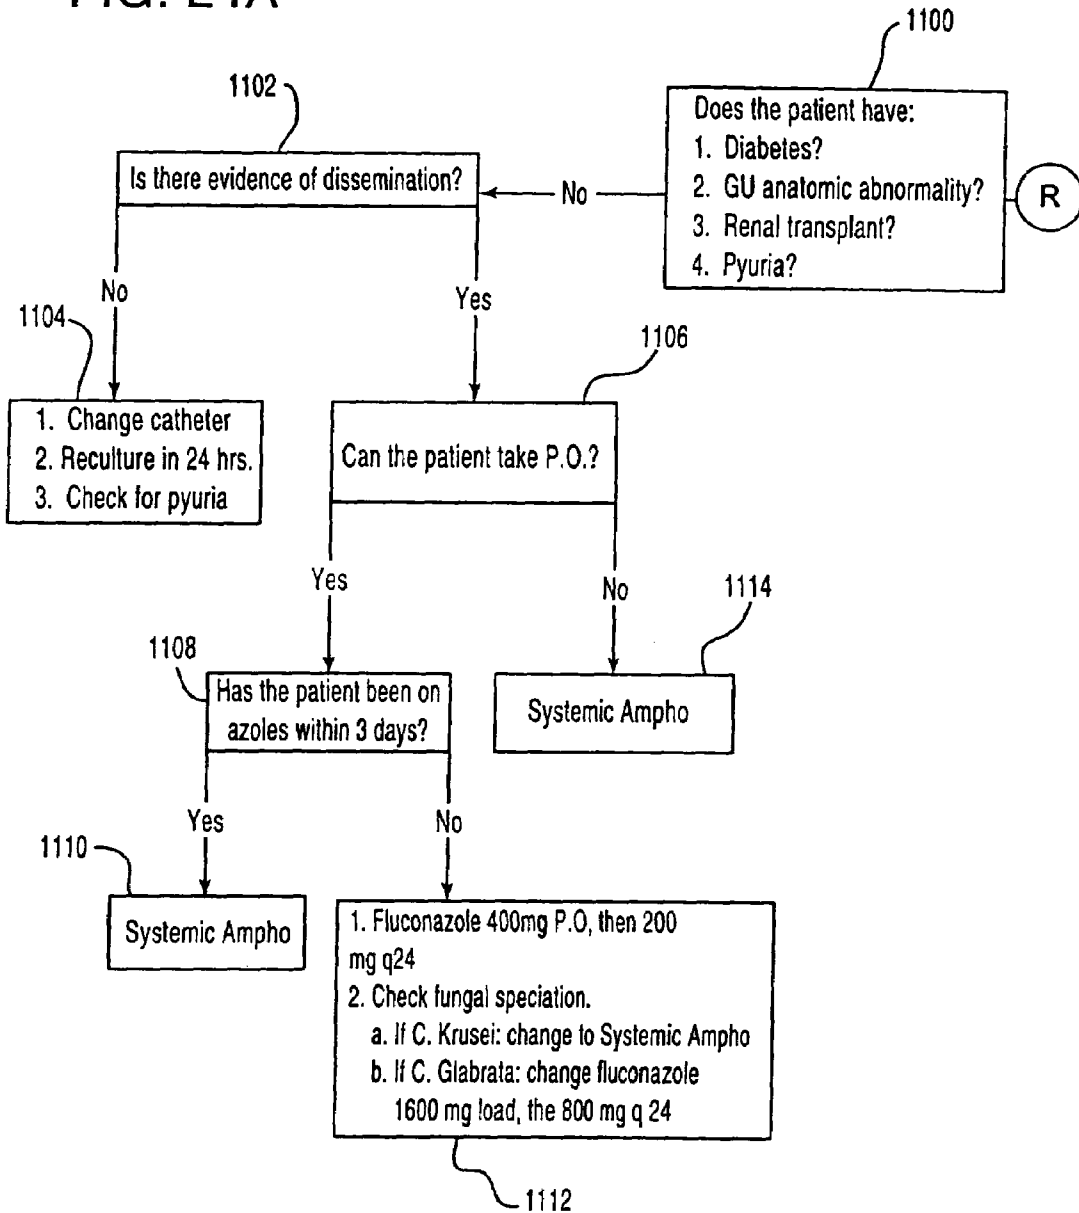 1100
1102
Does the patient have:
1. Diabetes?
2. GU anatomic abnormality?
3. Renal transplant?
4. Pyuria?
R
No
Is there evidence of dissemination?
No
Yes
1104
1106
1. Change catheter
2. Reculture in 24 hrs.
3. Check for pyuria
Can the patient take P.O.?
Yes
No
1114
1108
Has the patient been on
azoles within 3 days?
Systemic Ampho
Yes
No
1110
Systemic Ampho
1. Fluconazole 400mg P.O, then 200
mg q24
2. Check fungal speciation.
a. If C. Krusei: change to Systemic Ampho
b. If C. Glabrata: change fluconazole
1600 mg load, the 800 mg q 24
1112